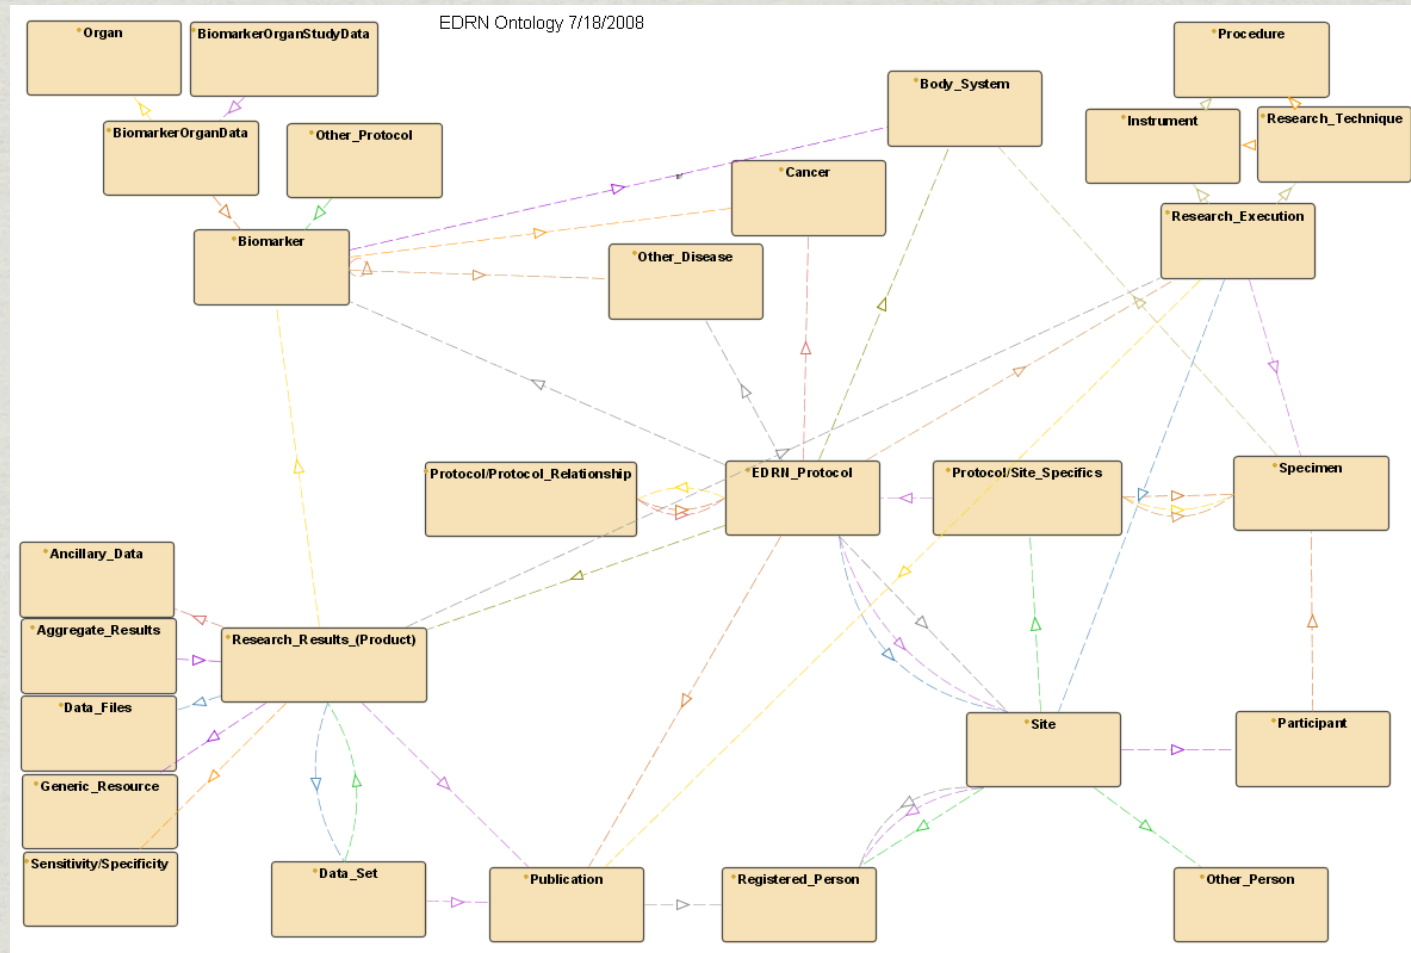 EDRN Ontology 7/18/2008
Organ
BiomarkerOrganStudyData
Procedure
Body_System
Instrument
Research_Technique
BiomarkerOrganData
Other_Protocol
Cancer
Research_Execution
Biomarker
Other_Disease
Protocol/Protocol_Relationship
EDRN_Protocol
Protocol/Site_Specifics
Specimen
Ancillary_Data
Aggregate_Results
Research_Results_(Product)
Data_Files
Site
Participant
Generic_Resource
Sensitivity/Specificity
Data_Set
Publication
Registered_Person
Other_Person